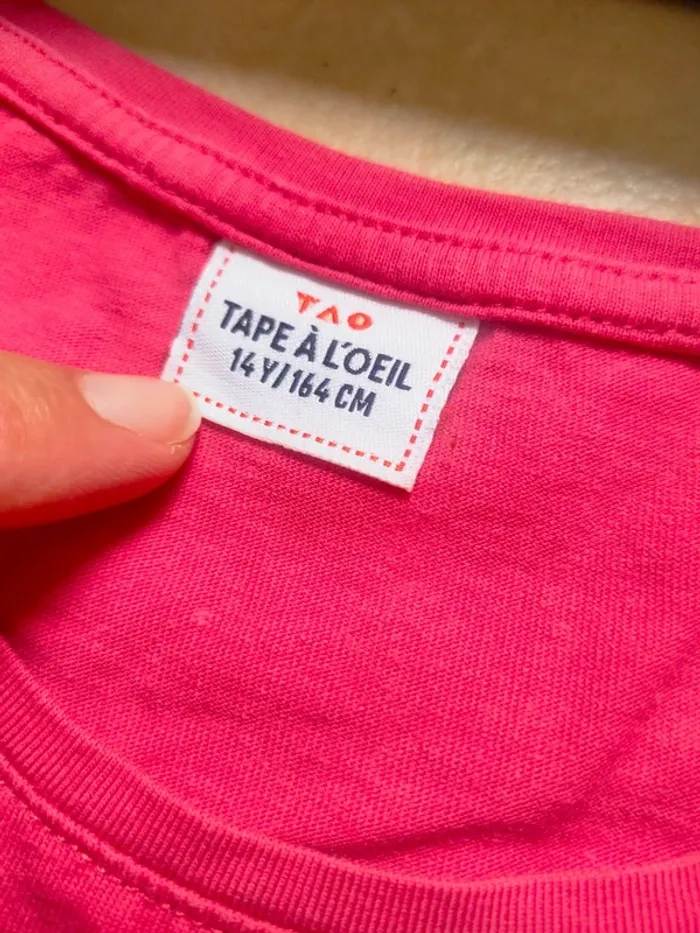 TAO
TAPE À L'OEIL
14 Y/164 CM